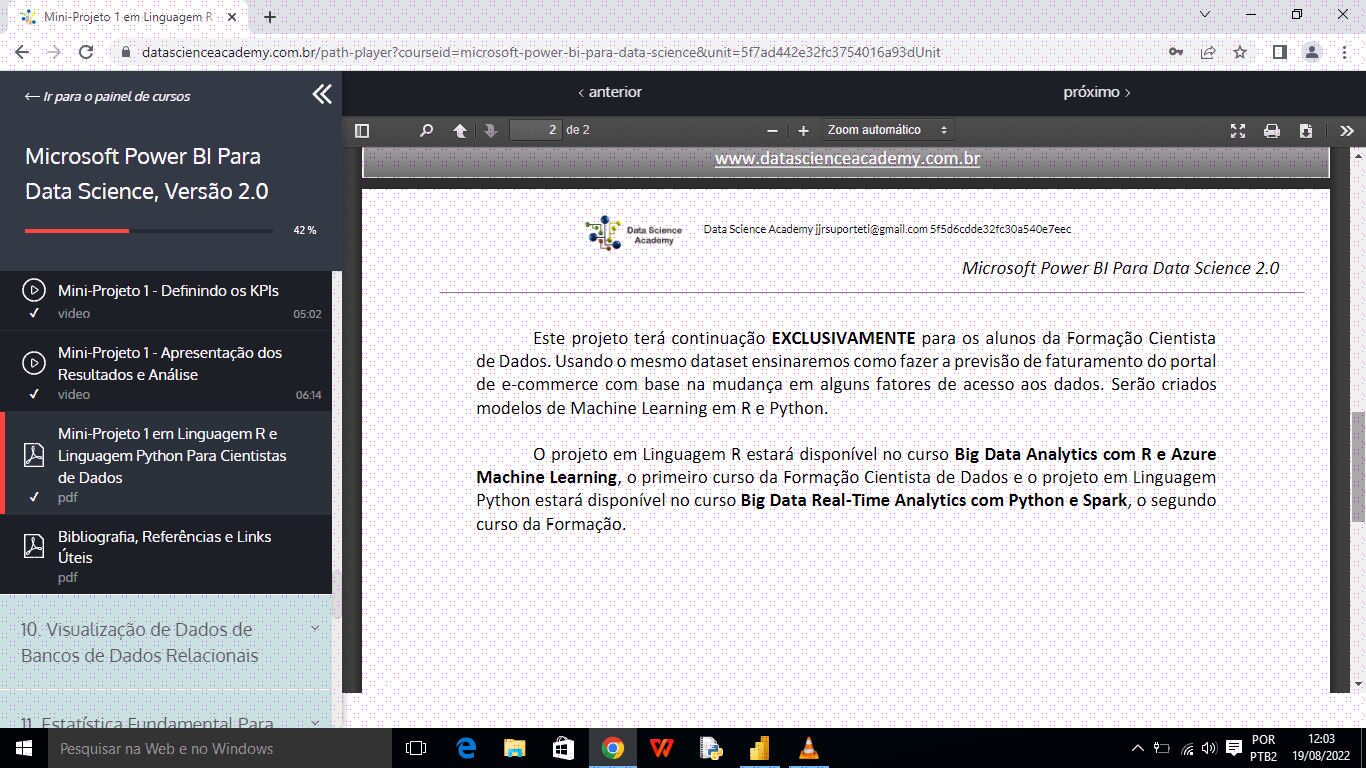 Mini-Projeto 1 em Linguagem R
datascienceacademy.com.br/path-player?courseid=microsoft-power-bi-para-data-science&unit=5f7ad442e32fc3754016a93dUnit
← Ir para o painel de cursos
Microsoft Power BI Para
Data Science, Versão 2.0
42 %
Mini-Projeto 1 - Definindo os KPIs
video 05:02
Mini-Projeto 1 - Apresentação dos
Resultados e Análise
video 06:14
Mini-Projeto 1 em Linguagem R e
Linguagem Python Para Cientistas
de Dados
pdf
Bibliografia, Referências e Links
Úteis
pdf
10. Visualização de Dados de
Bancos de Dados Relacionais
11. Estatística Fundamental Para
‹ anterior próximo ›
2 de 2 Zoom automático
www.datascienceacademy.com.br
Data Science
Academy
Data Science Academy jjrsuporteti@gmail.com 5f5d6cdde32fc30a540e7eec
Microsoft Power BI Para Data Science 2.0
Este projeto terá continuação EXCLUSIVAMENTE para os alunos da Formação Cientista
de Dados. Usando o mesmo dataset ensinaremos como fazer a previsão de faturamento do portal
de e-commerce com base na mudança em alguns fatores de acesso aos dados. Serão criados
modelos de Machine Learning em R e Python.
O projeto em Linguagem R estará disponível no curso Big Data Analytics com R e Azure
Machine Learning, o primeiro curso da Formação Cientista de Dados e o projeto em Linguagem
Python estará disponível no curso Big Data Real-Time Analytics com Python e Spark, o segundo
curso da Formação.
Pesquisar na Web e no Windows
POR
PTB2
12:03
19/08/2022